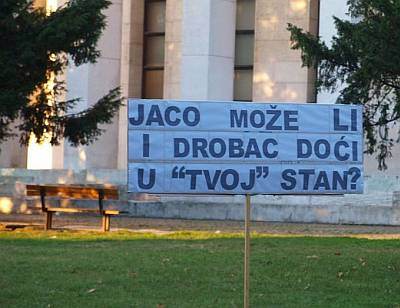 JACO MOŽE LI
I DROBAC DOĆI
U “TVOJ” STAN?